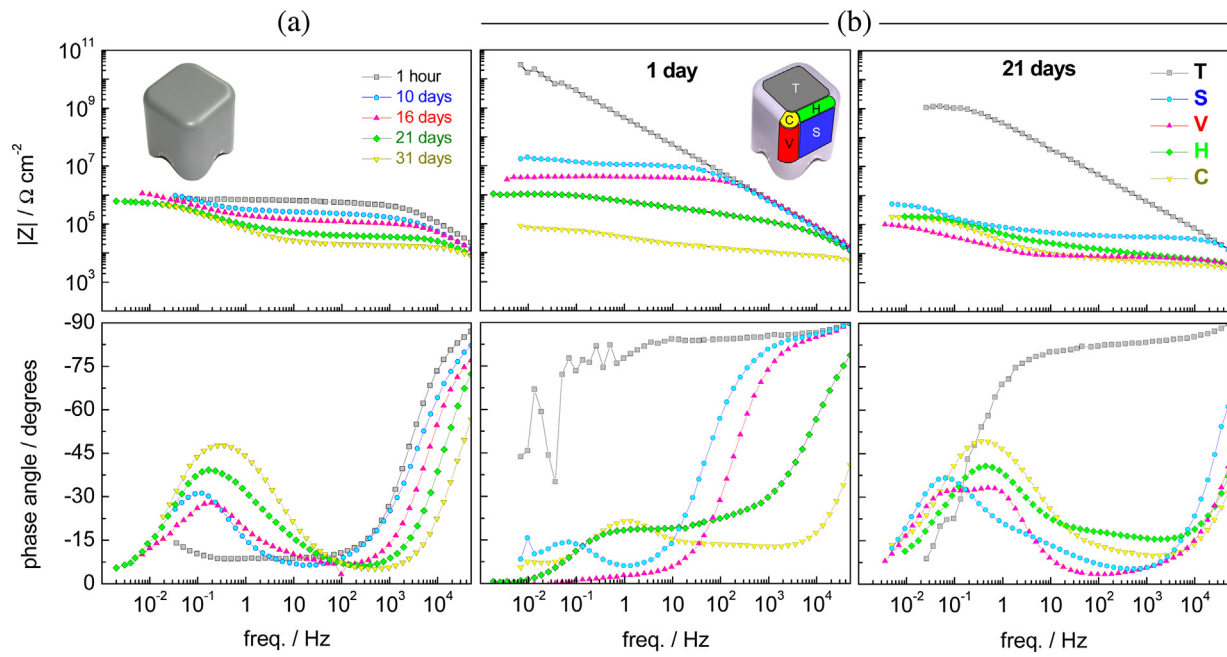 (a)
(b)
10^11
10^9
10^7
10^5
10^3
|Z| / Ω cm^-2
1 hour
10 days
16 days
21 days
31 days
1 day
T
H
C
S
V
21 days
T
S
V
H
C
-90
-75
-60
-45
-30
-15
0
phase angle / degrees
10^-2 10^-1 1 10 10^2 10^3 10^4
10^-2 10^-1 1 10 10^2 10^3 10^4
10^-2 10^-1 1 10 10^2 10^3 10^4
freq. / Hz
freq. / Hz
freq. / Hz